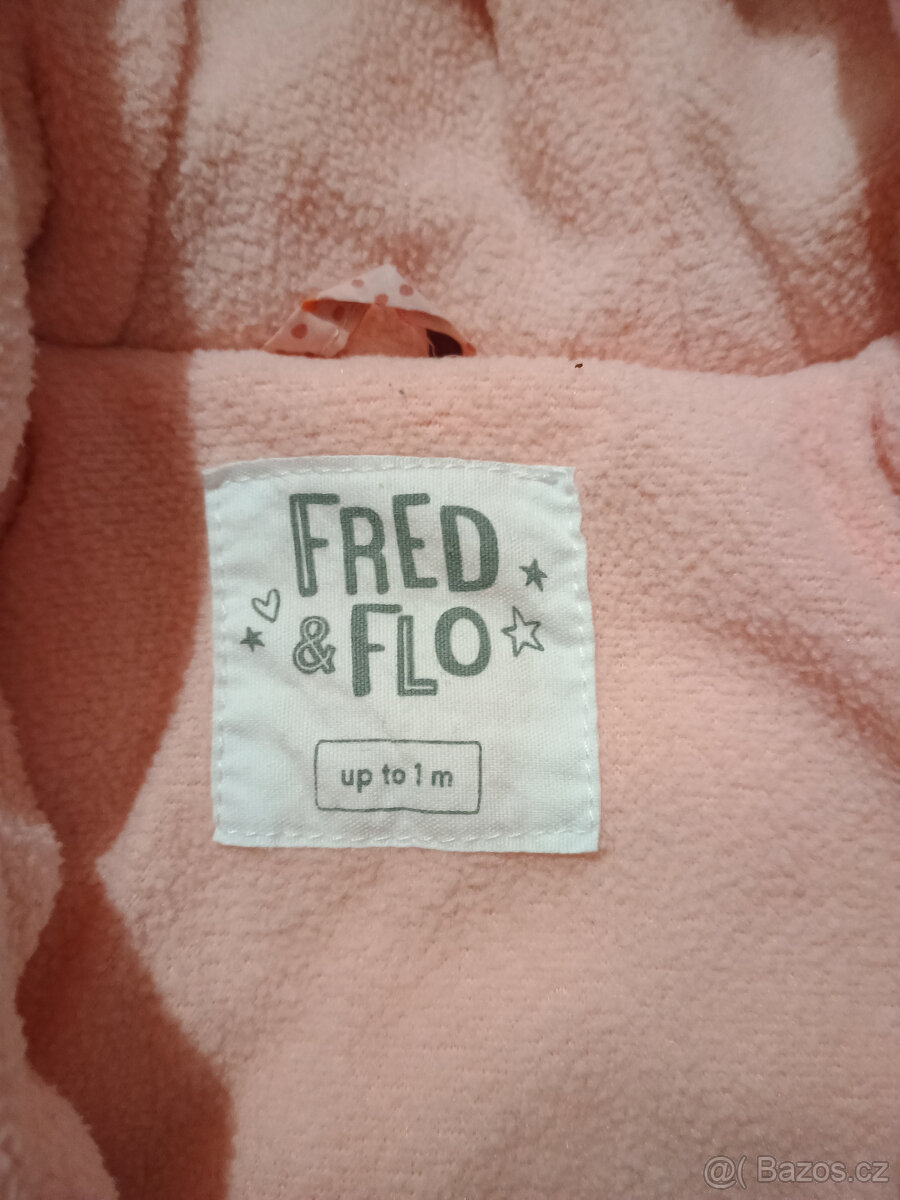 FRED
& FLO
up to 1 m
@( Bazos.cz